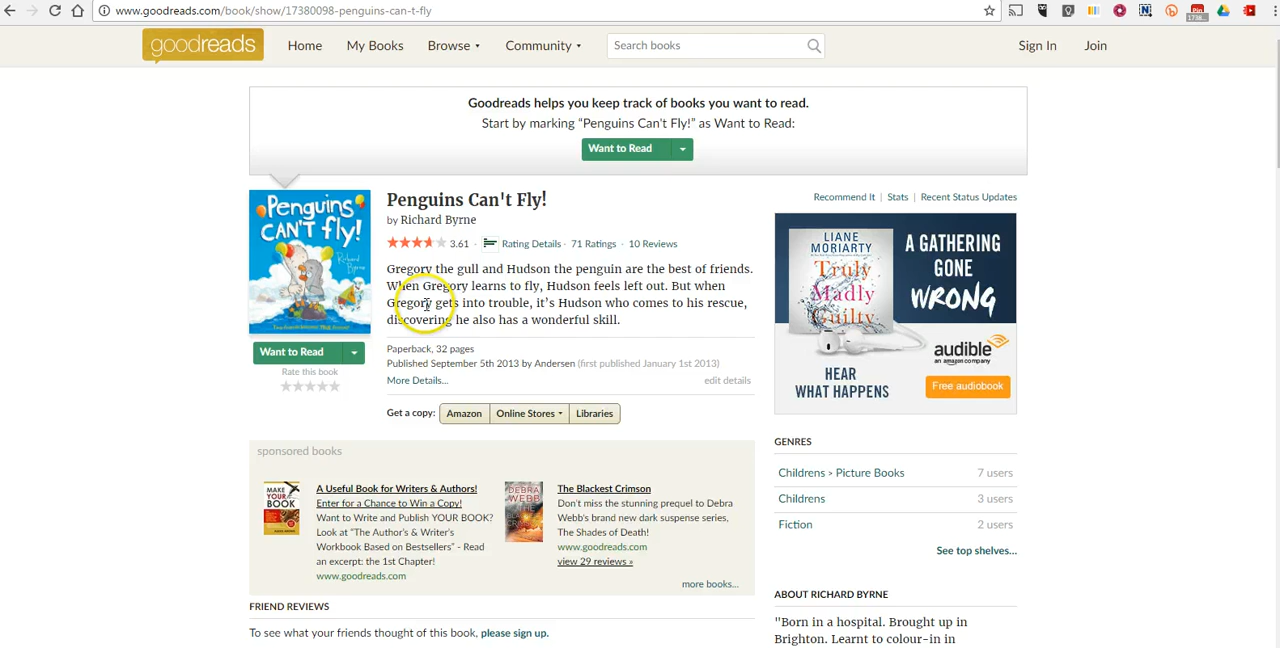 www.goodreads.com/book/show/17380098-penguins-can-t-fly
goodreads Home My Books Browse Community Search books Sign In Join
Goodreads helps you keep track of books you want to read.
Start by marking “Penguins Can't Fly!” as Want to Read:
Want to Read
Penguins CAN'T fly!
Richard Byrne
Want to Read
Rate this book
Penguins Can't Fly!
by Richard Byrne
3.61 · Rating Details · 71 Ratings · 10 Reviews
Gregory the gull and Hudson the penguin are the best of friends.
When Gregory learns to fly, Hudson feels left out. But when
Gregory gets into trouble, it’s Hudson who comes to his rescue,
discovering he also has a wonderful skill.
Paperback, 32 pages
Published September 5th 2013 by Andersen (first published January 1st 2013)
More Details... edit details
Get a copy: Amazon Online Stores Libraries
sponsored books
MAKE YOUR BOOK
A Useful Book for Writers & Authors!
Enter for a Chance to Win a Copy!
Want to Write and Publish YOUR BOOK?
Look at “The Author's & Writer's
Workbook Based on Bestsellers” - Read
an excerpt: the 1st Chapter!
www.goodreads.com
DEBRA WEBB
The Blackest Crimson
Don't miss the stunning prequel to Debra
Webb's brand new dark suspense series,
The Shades of Death!
www.goodreads.com
view 29 reviews »
more books...
FRIEND REVIEWS
To see what your friends thought of this book, please sign up.
Recommend It | Stats | Recent Status Updates
LIANE
MORIARTY
Truly
Madly
Guilty
A GATHERING
GONE
WRONG
HEAR
WHAT HAPPENS
audible
an amazon company
Free audiobook
GENRES
Childrens > Picture Books 7 users
Childrens 3 users
Fiction 2 users
See top shelves…
ABOUT RICHARD BYRNE
"Born in a hospital. Brought up in
Brighton. Learnt to colour-in in